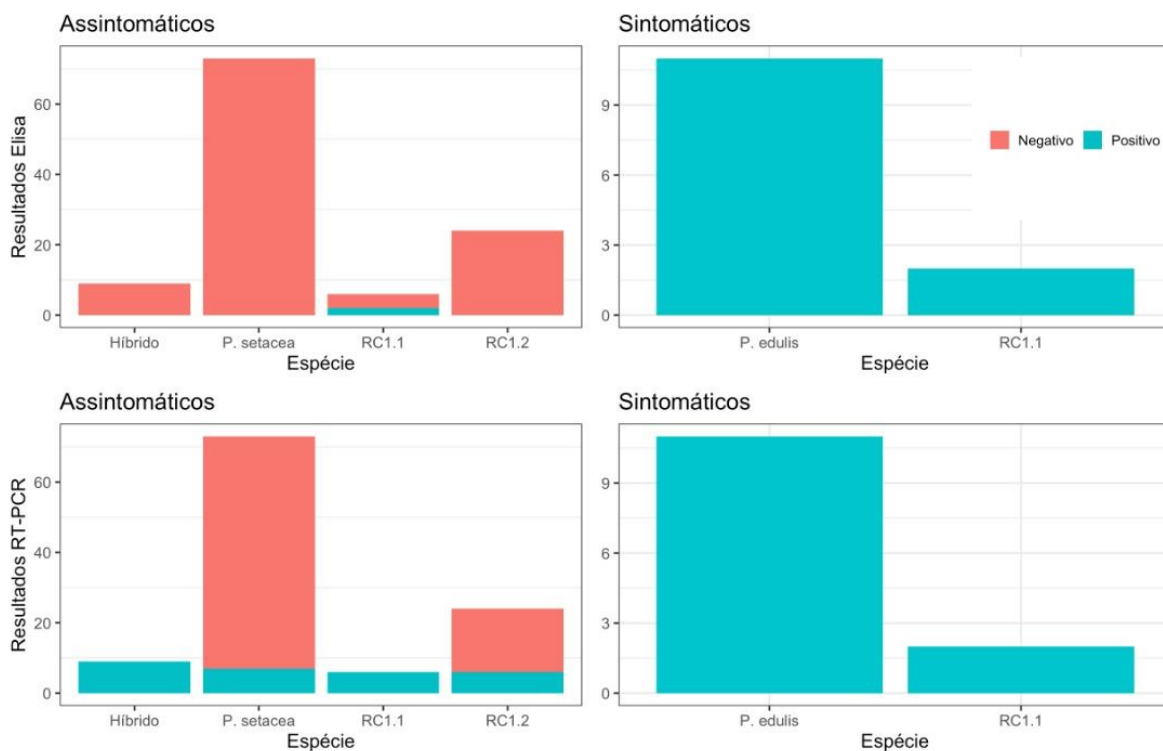 Assintomáticos
Resultados Elisa
60
40
20
0
Híbrido P. setacea RC1.1 RC1.2
Espécie
Sintomáticos
9
6
3
0
Negativo Positivo
P. edulis RC1.1
Espécie
Assintomáticos
Resultados RT-PCR
60
40
20
0
Híbrido P. setacea RC1.1 RC1.2
Espécie
Sintomáticos
9
6
3
0
P. edulis RC1.1
Espécie